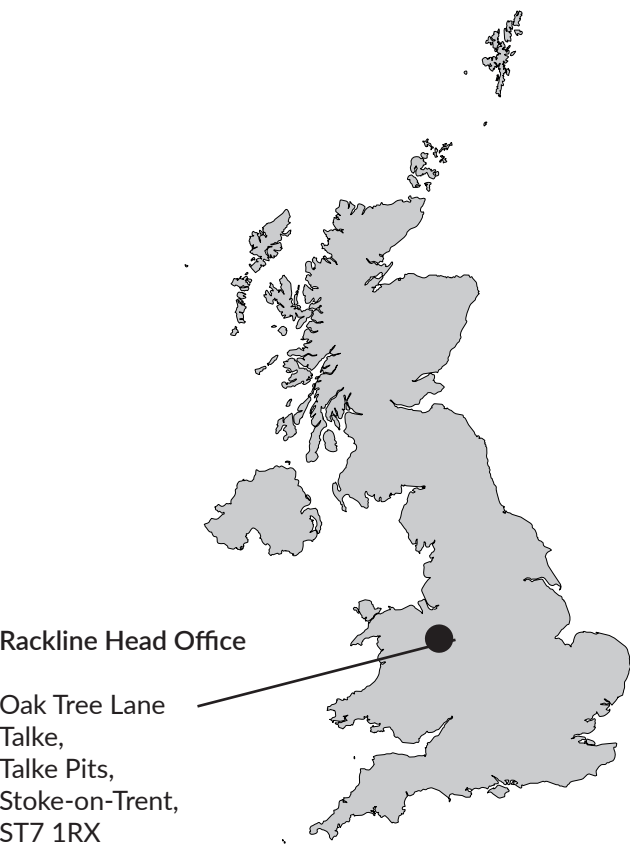 Rackline Head Office
Oak Tree Lane
Talke,
Talke Pits,
Stoke-on-Trent,
ST7 1RX